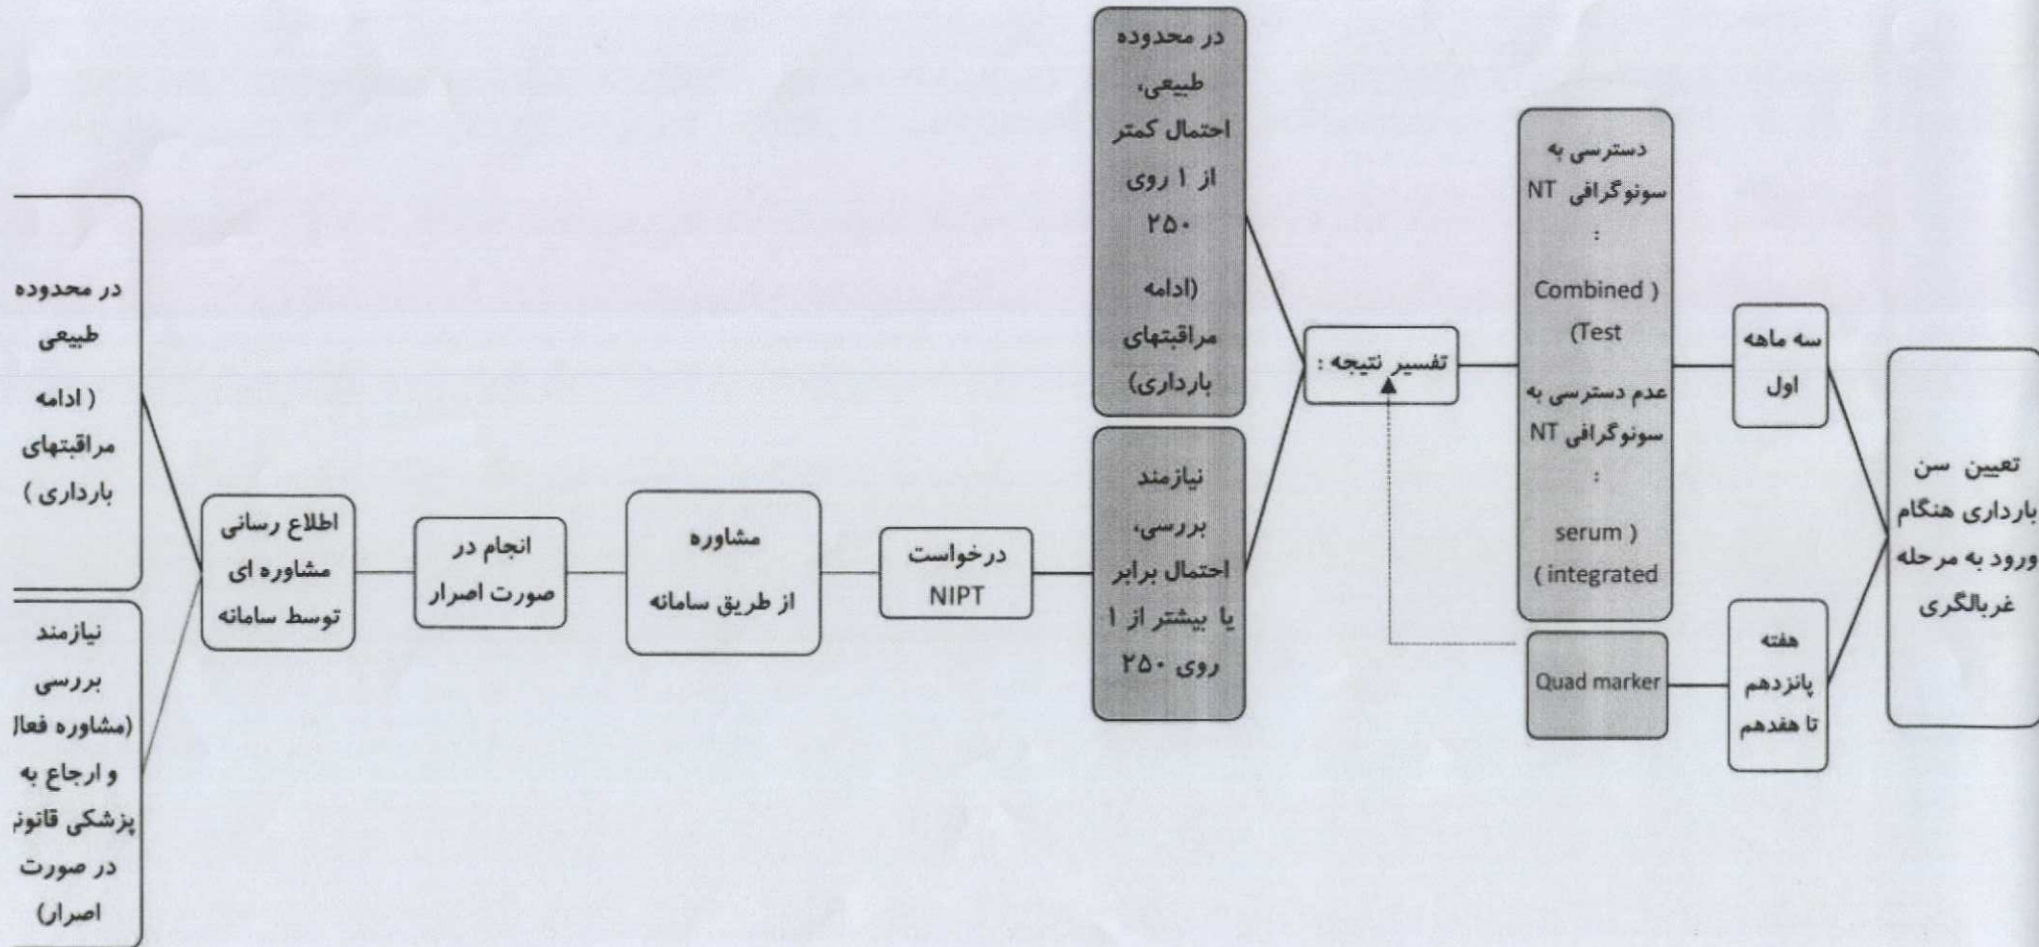 تعیین سن
بارداری هنگام
ورود به مرحله
غربالگری
سه ماهه
اول
هفته
پانزدهم
تا هفدهم
دسترسی به
سونوگرافی NT
:
Combined )
(Test
عدم دسترسی به
سونوگرافی NT
:
serum )
( integrated
Quad marker
تفسیر نتیجه :
در محدوده
طبیعی،
احتمال کمتر
از ۱ روی
۲۵۰
(ادامه
مراقبتهای
بارداری)
نیازمند
بررسی،
احتمال برابر
یا بیشتر از ۱
روی ۲۵۰
درخواست
NIPT
مشاوره
از طریق سامانه
انجام در
صورت اصرار
اطلاع رسانی
مشاوره ای
توسط سامانه
در محدوده
طبیعی
( ادامه
مراقبتهای
بارداری )
نیازمند
بررسی
(مشاوره فعال
و ارجاع به
پزشکی قانونی
در صورت
اصرار)